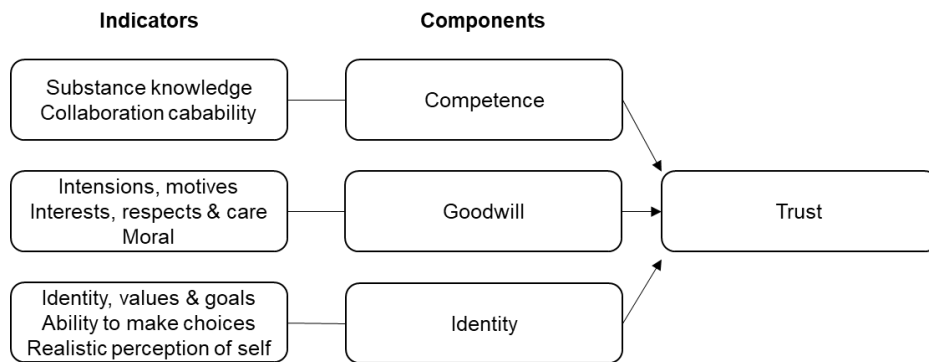 Indicators
Components
Substance knowledge
Collaboration cabability
Competence
Intensions, motives
Interests, respects & care
Moral
Goodwill
Trust
Identity, values & goals
Ability to make choices
Realistic perception of self
Identity